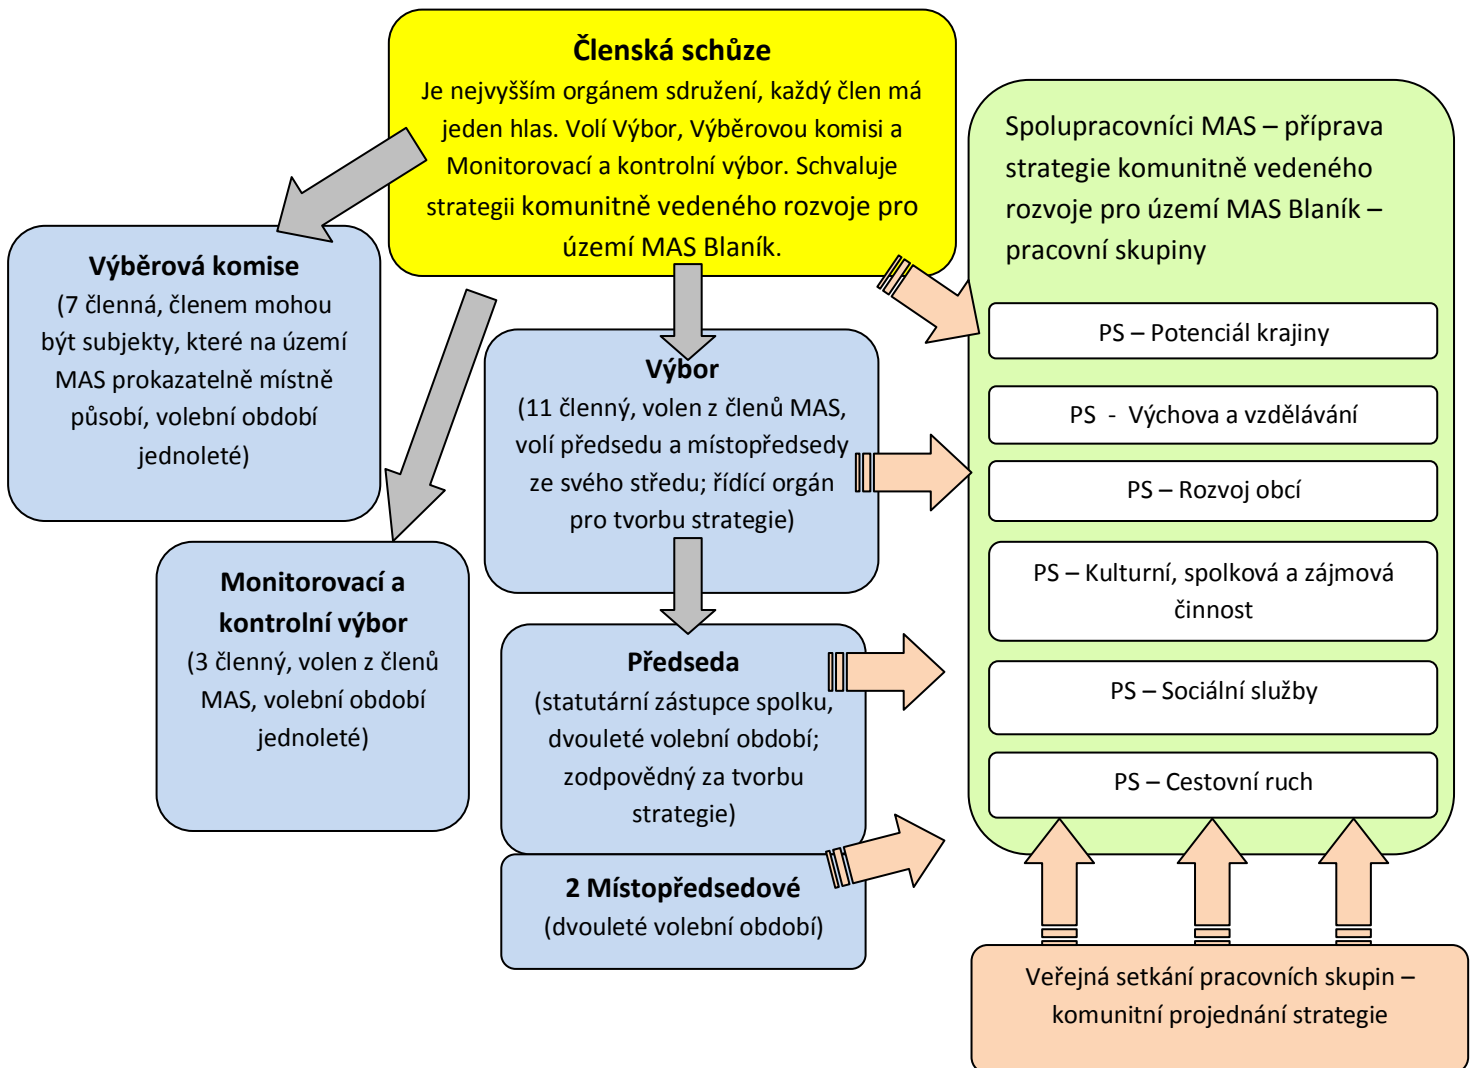 Členská schůze
Je nejvyšším orgánem sdružení, každý člen má
jeden hlas. Volí Výbor, Výběrovou komisi a
Monitorovací a kontrolní výbor. Schvaluje
strategii komunitně vedeného rozvoje pro
území MAS Blaník.
Výběrová komise
(7 členná, členem mohou
být subjekty, které na území
MAS prokazatelně místně
působí, volební období
jednoleté)
Monitorovací a
kontrolní výbor
(3 členný, volen z členů
MAS, volební období
jednoleté)
Výbor
(11 členný, volen z členů MAS,
volí předsedu a místopředsedy
ze svého středu; řídící orgán
pro tvorbu strategie)
Předseda
(statutární zástupce spolku,
dvouleté volební období;
zodpovědný za tvorbu
strategie)
2 Místopředsedové
(dvouleté volební období)
Spolupracovníci MAS – příprava
strategie komunitně vedeného
rozvoje pro území MAS Blaník –
pracovní skupiny
PS – Potenciál krajiny
PS - Výchova a vzdělávání
PS – Rozvoj obcí
PS – Kulturní, spolková a zájmová
činnost
PS – Sociální služby
PS – Cestovní ruch
Veřejná setkání pracovních skupin –
komunitní projednání strategie